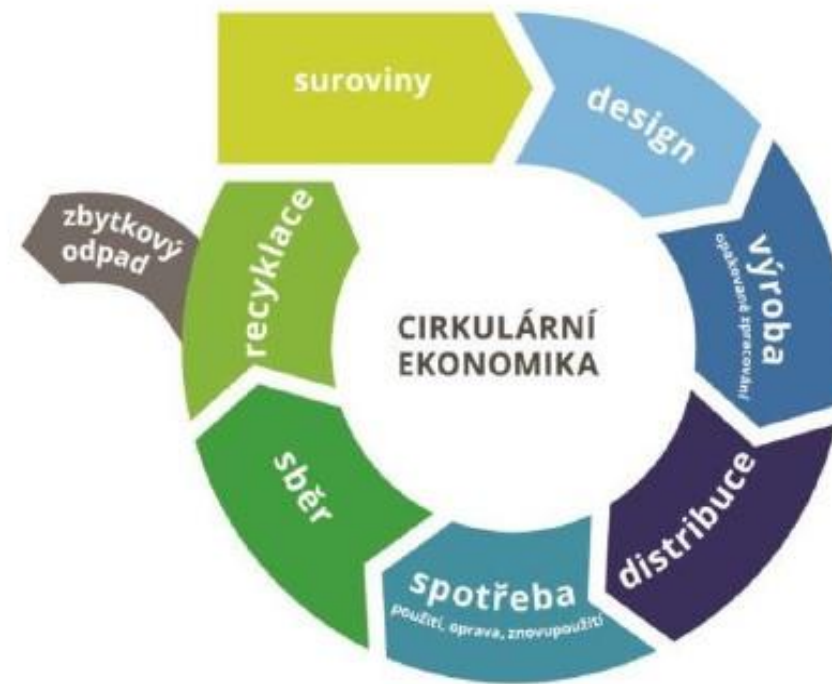 suroviny
design
výroba
opakované zpracování
distribuce
spotřeba
použití, oprava, znovupoužití
sběr
recyklace
zbytkový
odpad
CIRKULÁRNÍ
EKONOMIKA